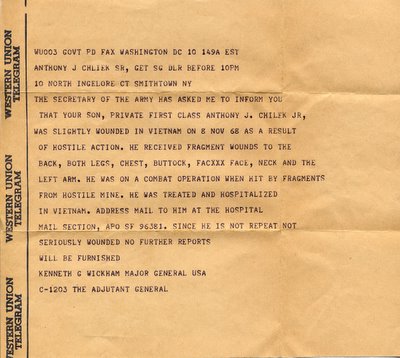 WESTERN UNION
TELEGRAM
WESTERN UNION
TELEGRAM
WESTERN UNION
TELEGRAM
WU003 GOVT PD FAX WASHINGTON DC 10 149A EST
ANTHONY J CHLIEK SR, GET SG DLR BEFORE 10PM
10 NORTH INGELORE CT SMITHTOWN NY
THE SECRETARY OF THE ARMY HAS ASKED ME TO INFORM YOU
THAT YOUR SON, PRIVATE FIRST CLASS ANTHONY J. CHILEK JR,
WAS SLIGHTLY WOUNDED IN VIETNAM ON 8 NOV 68 AS A RESULT
OF HOSTILE ACTION. HE RECEIVED FRAGMENT WOUNDS TO THE
BACK, BOTH LEGS, CHEST, BUTTOCK, FACXXX FACE, NECK AND THE
LEFT ARM. HE WAS ON A COMBAT OPERATION WHEN HIT BY FRAGMENTS
FROM HOSTILE MINE. HE WAS TREATED AND HOSPITALIZED
IN VIETNAM. ADDRESS MAIL TO HIM AT THE HOSPITAL
MAIL SECTION, APO SF 96381. SINCE HE IS NOT REPEAT NOT
SERIOUSLY WOUNDED NO FURTHER REPORTS
WILL BE FURNISHED
KENNETH G WICKHAM MAJOR GENERAL USA
C-1203 THE ADJUTANT GENERAL